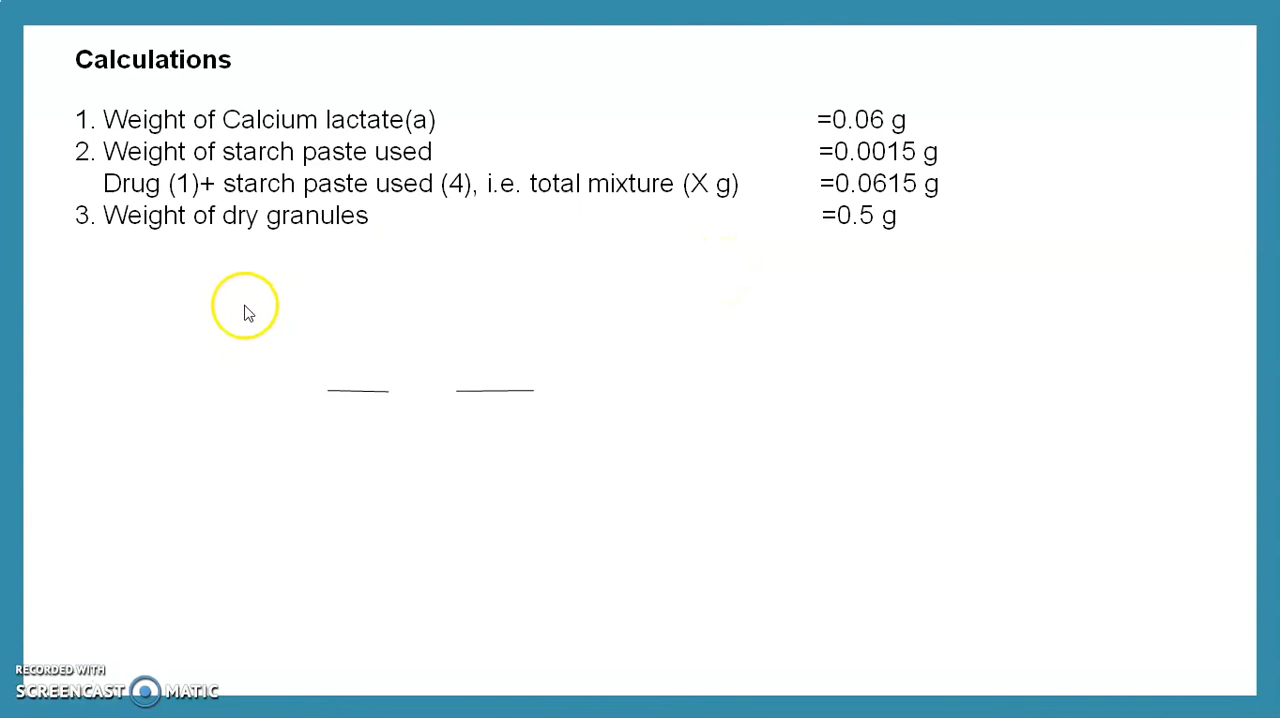 Calculations
1. Weight of Calcium lactate(a) =0.06 g
2. Weight of starch paste used =0.0015 g
Drug (1)+ starch paste used (4), i.e. total mixture (X g) =0.0615 g
3. Weight of dry granules =0.5 g
RECORDED WITH
SCREENCAST MATIC